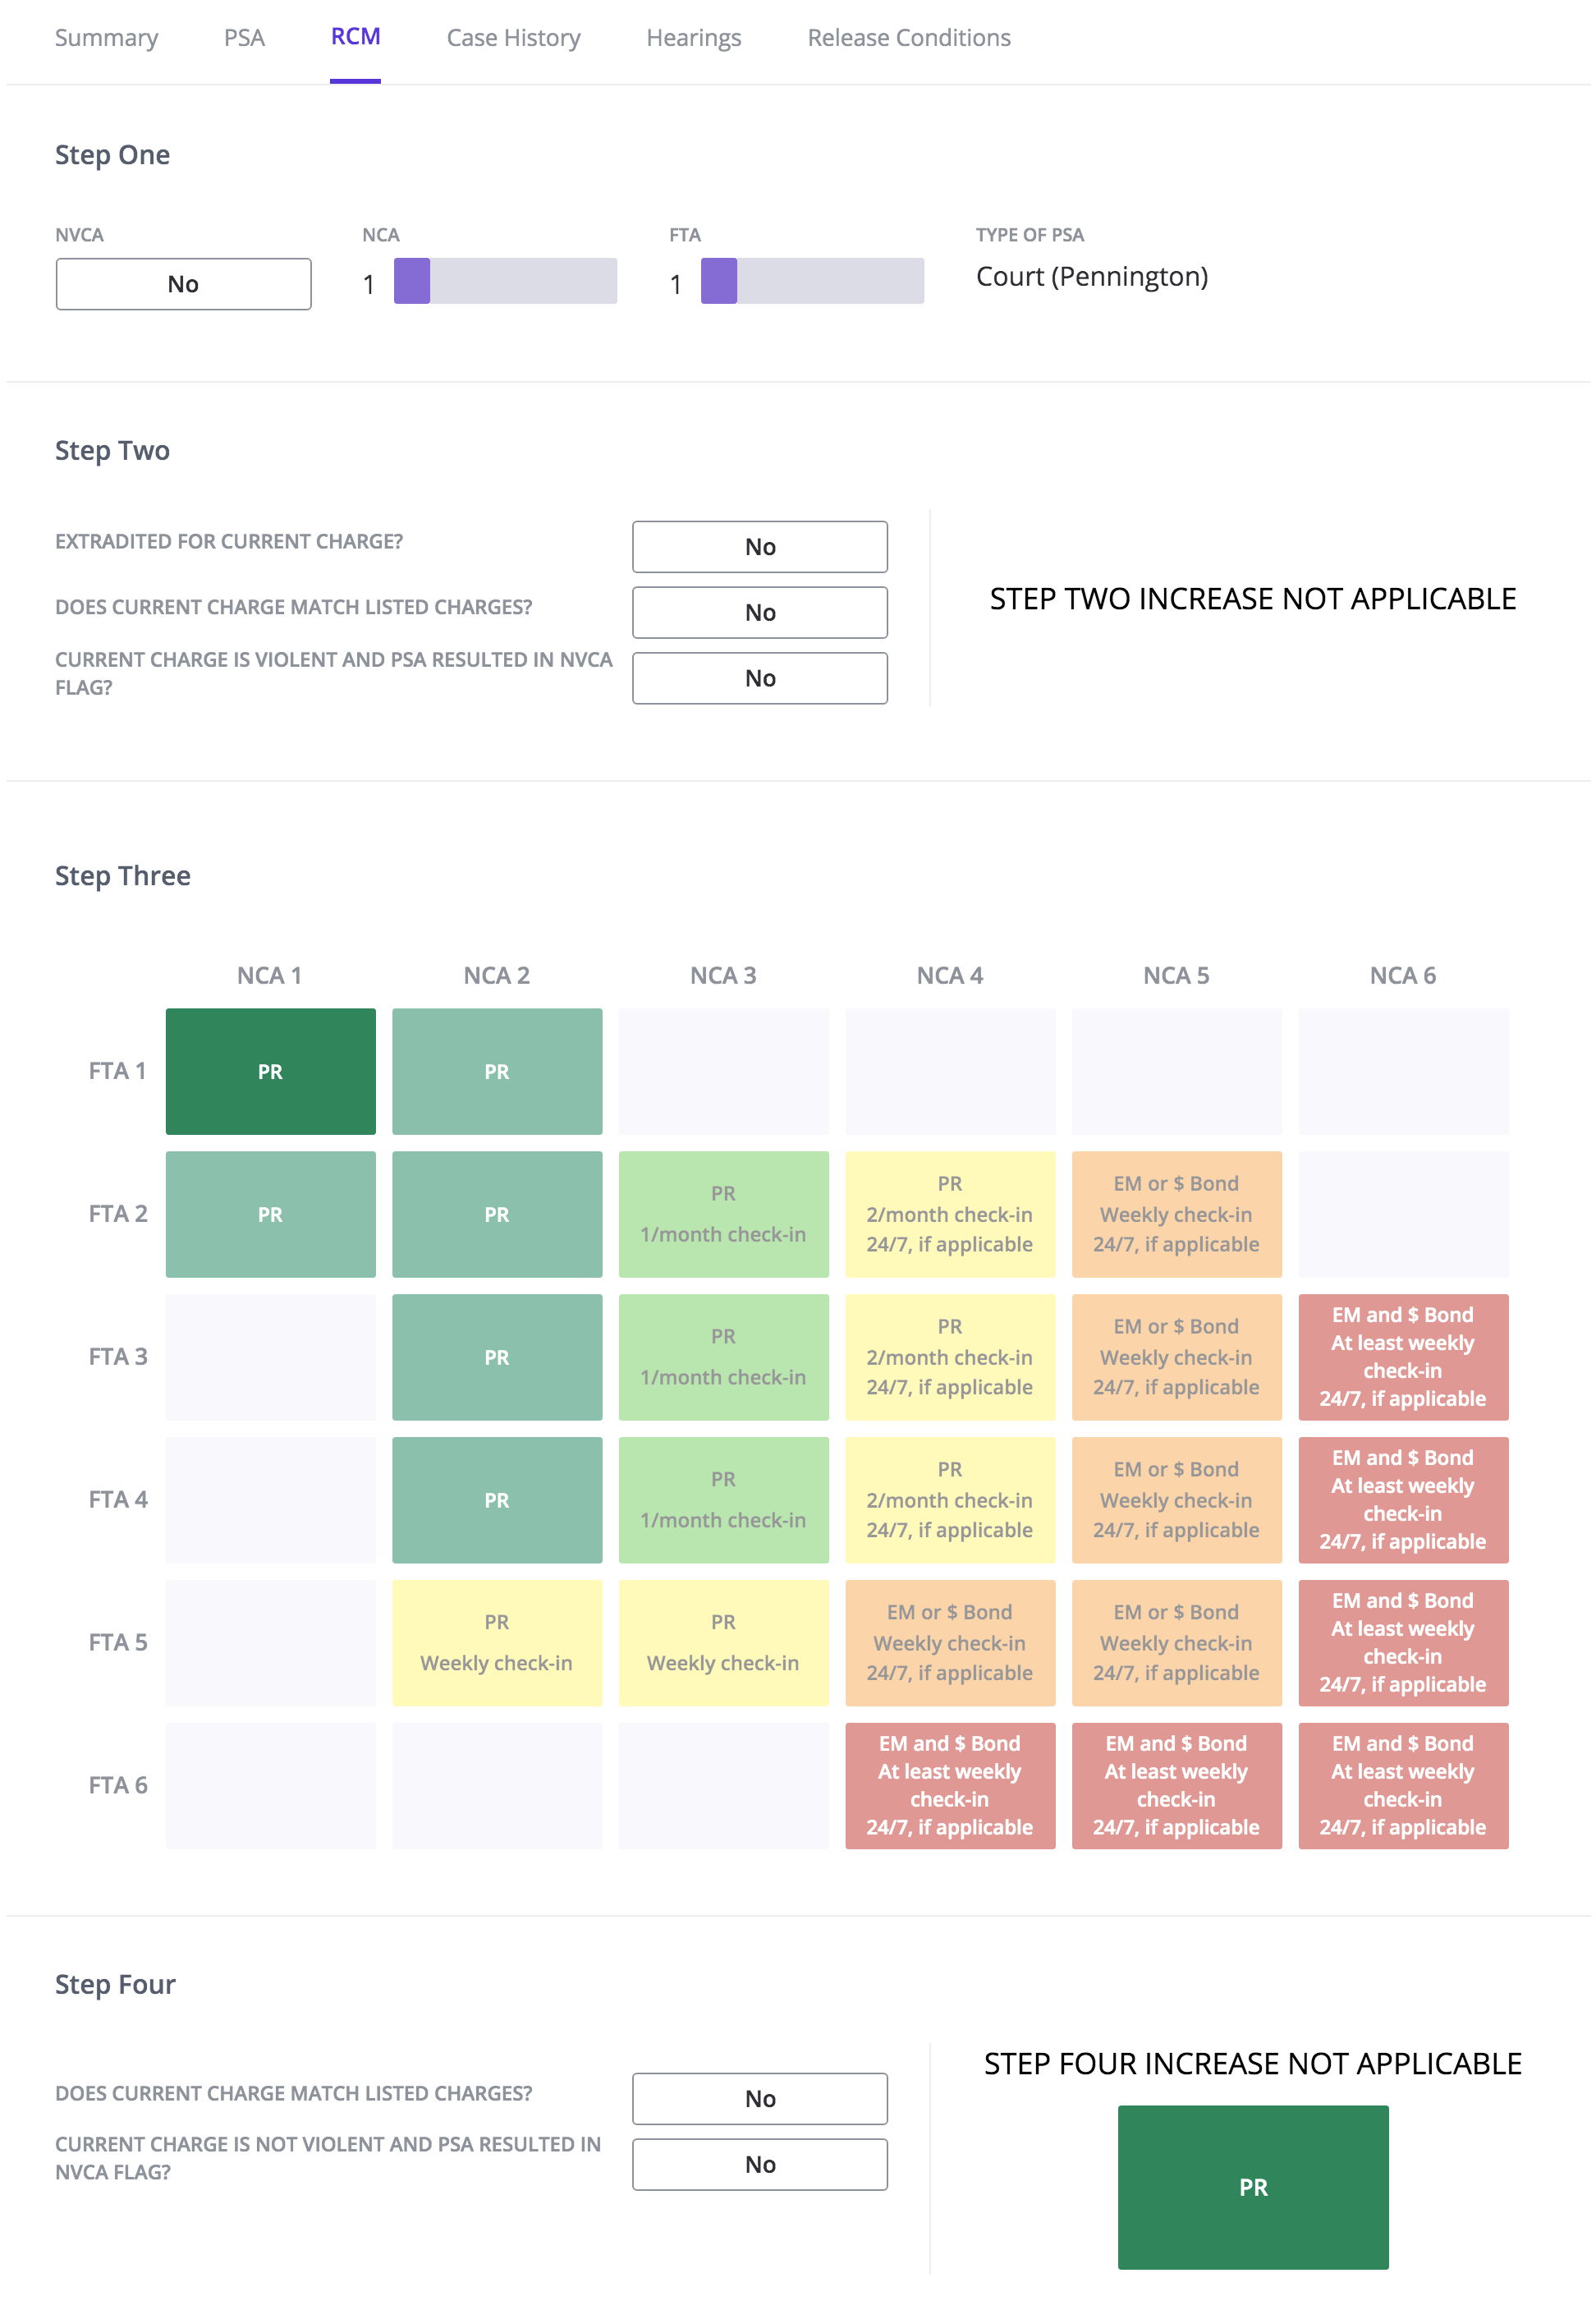 Summary PSA RCM Case History Hearings Release Conditions
Step One
NVCA NCA FTA TYPE OF PSA
No 1 1 Court (Pennington)
Step Two
EXTRADITED FOR CURRENT CHARGE? No
DOES CURRENT CHARGE MATCH LISTED CHARGES? No
CURRENT CHARGE IS VIOLENT AND PSA RESULTED IN NVCA
FLAG? No
STEP TWO INCREASE NOT APPLICABLE
Step Three
NCA 1 NCA 2 NCA 3 NCA 4 NCA 5 NCA 6
FTA 1
PR
PR
FTA 2
PR
PR
PR
1/month check-in
PR
2/month check-in
24/7, if applicable
EM or $ Bond
Weekly check-in
24/7, if applicable
FTA 3
PR
PR
1/month check-in
PR
2/month check-in
24/7, if applicable
EM or $ Bond
Weekly check-in
24/7, if applicable
EM and $ Bond
At least weekly
check-in
24/7, if applicable
FTA 4
PR
PR
1/month check-in
PR
2/month check-in
24/7, if applicable
EM or $ Bond
Weekly check-in
24/7, if applicable
EM and $ Bond
At least weekly
check-in
24/7, if applicable
FTA 5
PR
Weekly check-in
PR
Weekly check-in
EM or $ Bond
Weekly check-in
24/7, if applicable
EM or $ Bond
Weekly check-in
24/7, if applicable
EM and $ Bond
At least weekly
check-in
24/7, if applicable
FTA 6
EM and $ Bond
At least weekly
check-in
24/7, if applicable
EM and $ Bond
At least weekly
check-in
24/7, if applicable
EM and $ Bond
At least weekly
check-in
24/7, if applicable
Step Four
DOES CURRENT CHARGE MATCH LISTED CHARGES? No
CURRENT CHARGE IS NOT VIOLENT AND PSA RESULTED IN
NVCA FLAG? No
STEP FOUR INCREASE NOT APPLICABLE
PR